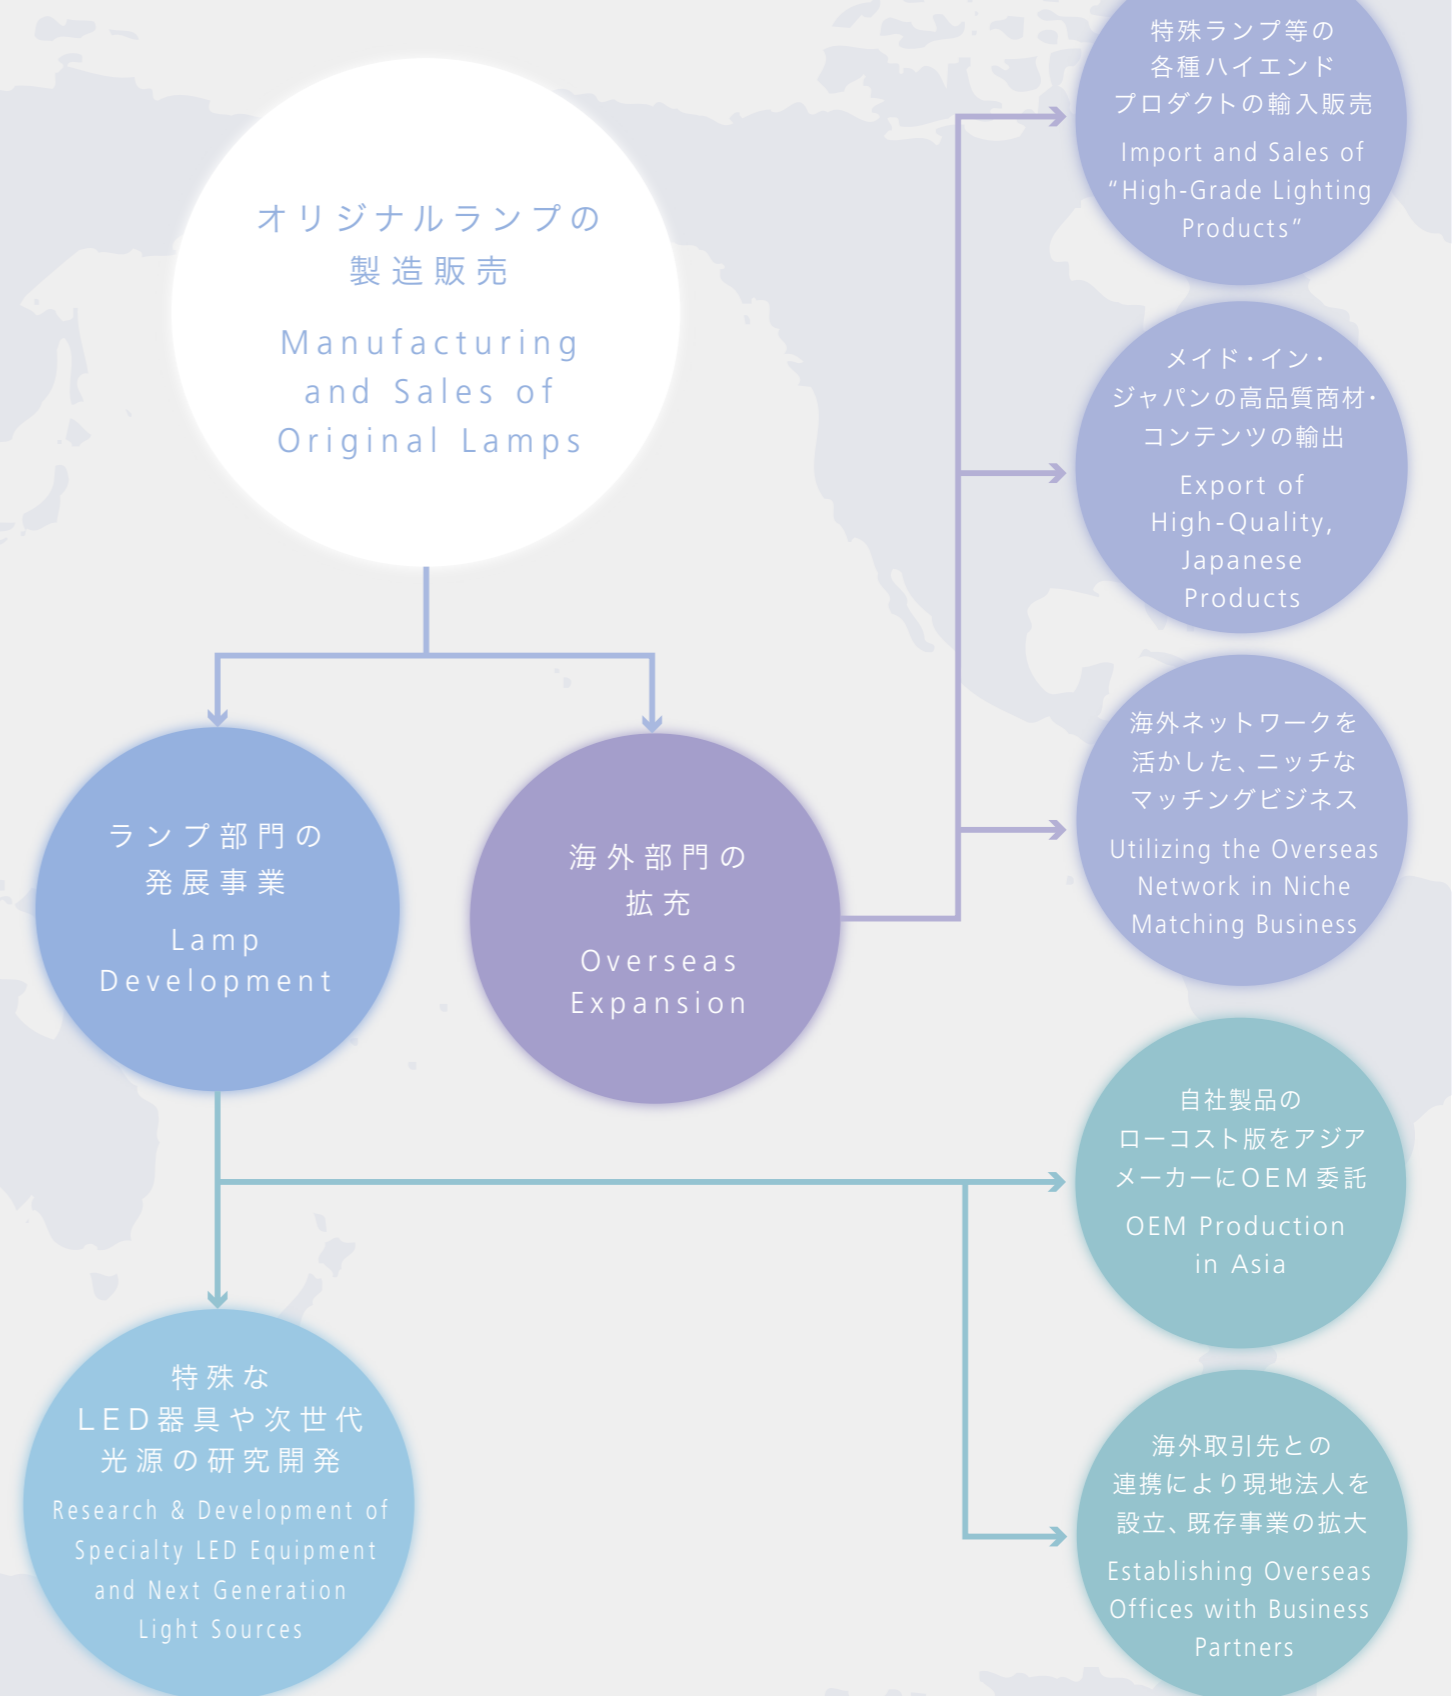 オリジナルランプの
製造販売
Manufacturing
and Sales of
Original Lamps
ランプ部門の
発展事業
Lamp
Development
海外部門の
拡充
Overseas
Expansion
特殊ランプ等の
各種ハイエンド
プロダクトの輸入販売
Import and Sales of
“High-Grade Lighting
Products”
メイド・イン・
ジャパンの高品質商材・
コンテンツの輸出
Export of
High-Quality,
Japanese
Products
海外ネットワークを
活かした、ニッチな
マッチングビジネス
Utilizing the Overseas
Network in Niche
Matching Business
自社製品の
ローコスト版をアジア
メーカーにOEM委託
OEM Production
in Asia
海外取引先との
連携により現地法人を
設立、既存事業の拡大
Establishing Overseas
Offices with Business
Partners
特殊な
LED器具や次世代
光源の研究開発
Research & Development of
Specialty LED Equipment
and Next Generation
Light Sources